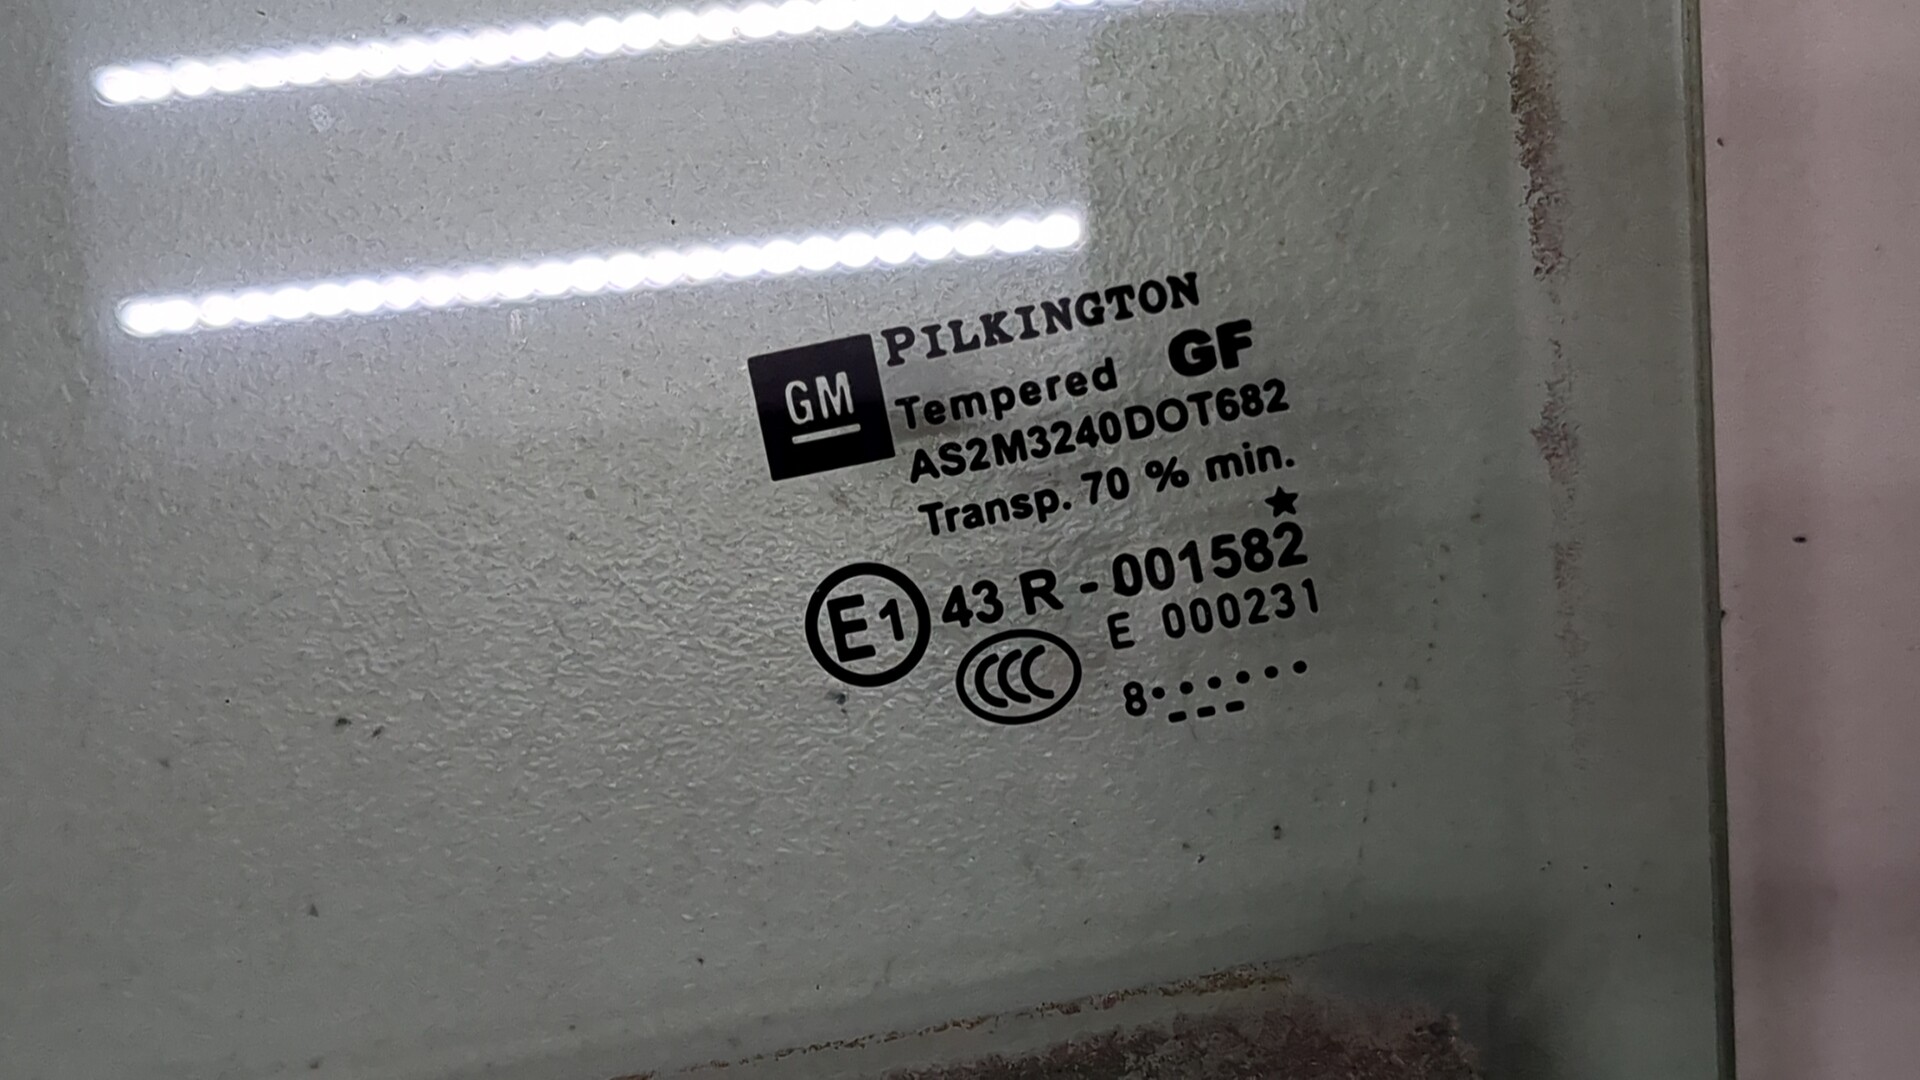 GM
PILKINGTON
Tempered GF
AS2M3240DOT682
Transp. 70 % min.
★
E1 43 R - 001582
CCC E 000231
8••••••
---